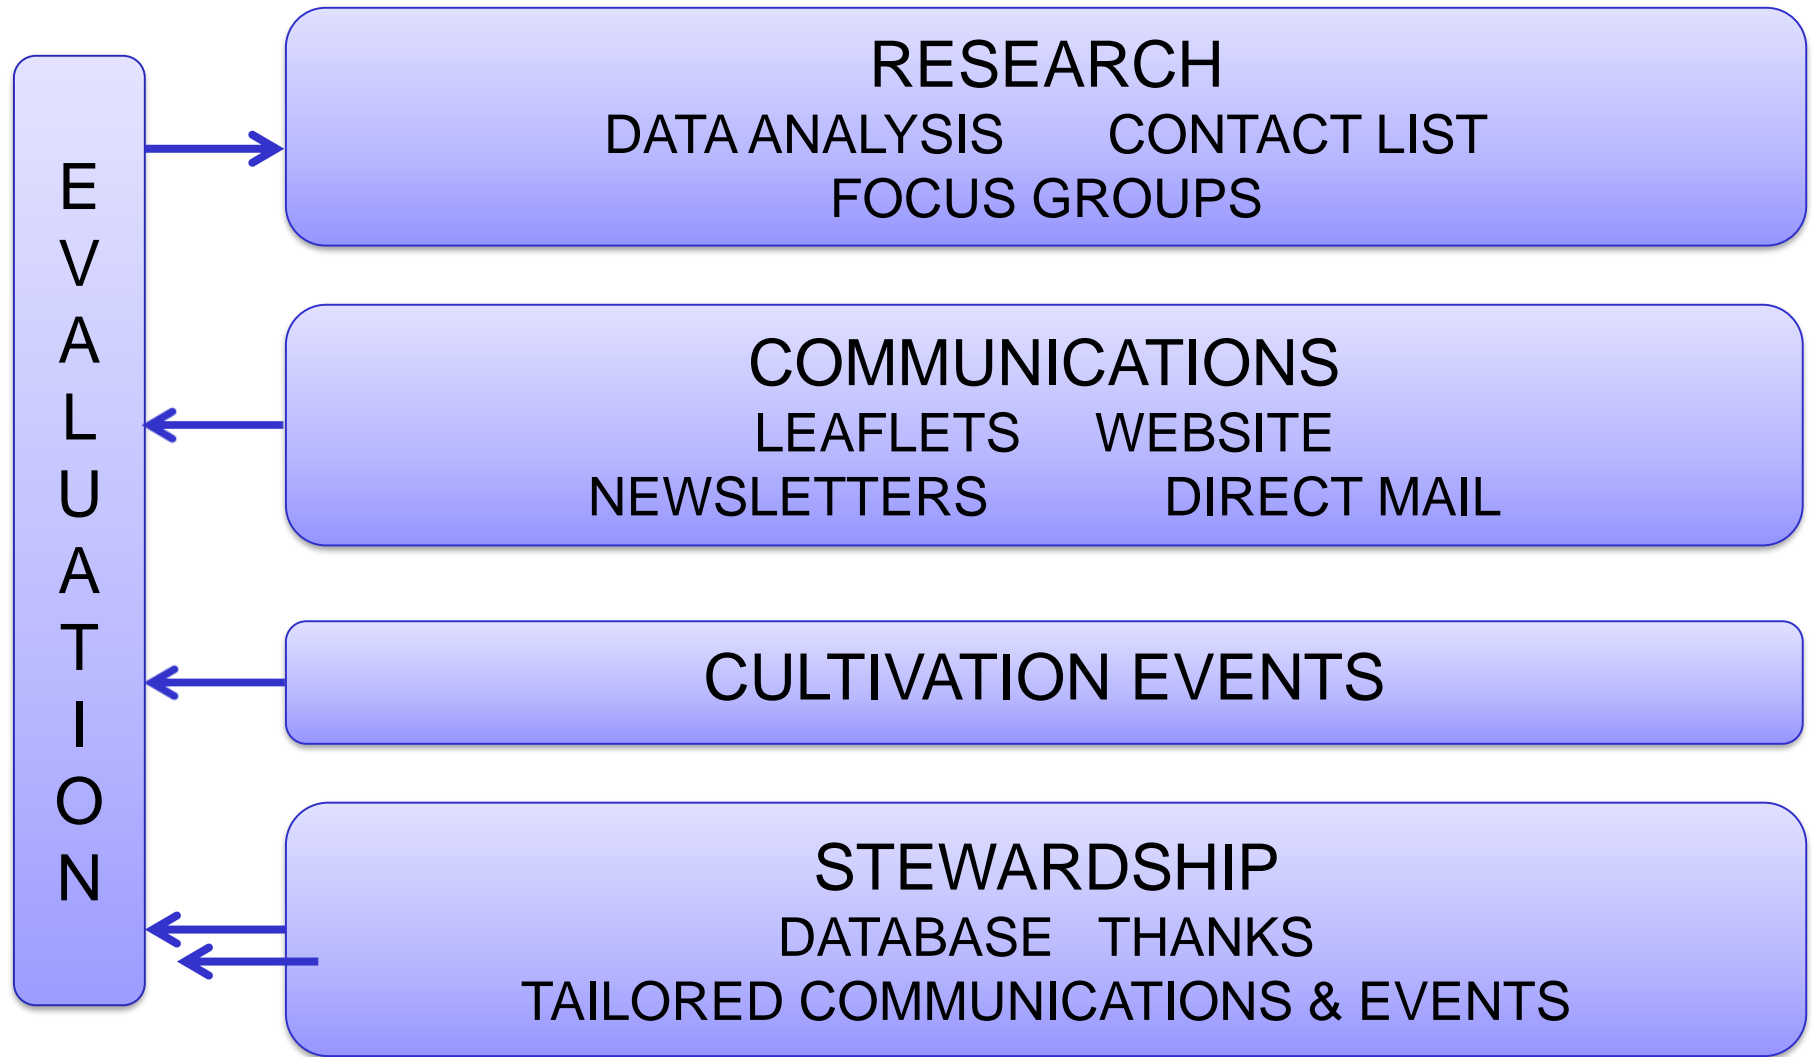 EVALUATION
RESEARCH
DATA ANALYSIS CONTACT LIST
FOCUS GROUPS
COMMUNICATIONS
LEAFLETS WEBSITE
NEWSLETTERS DIRECT MAIL
CULTIVATION EVENTS
STEWARDSHIP
DATABASE THANKS
TAILORED COMMUNICATIONS & EVENTS